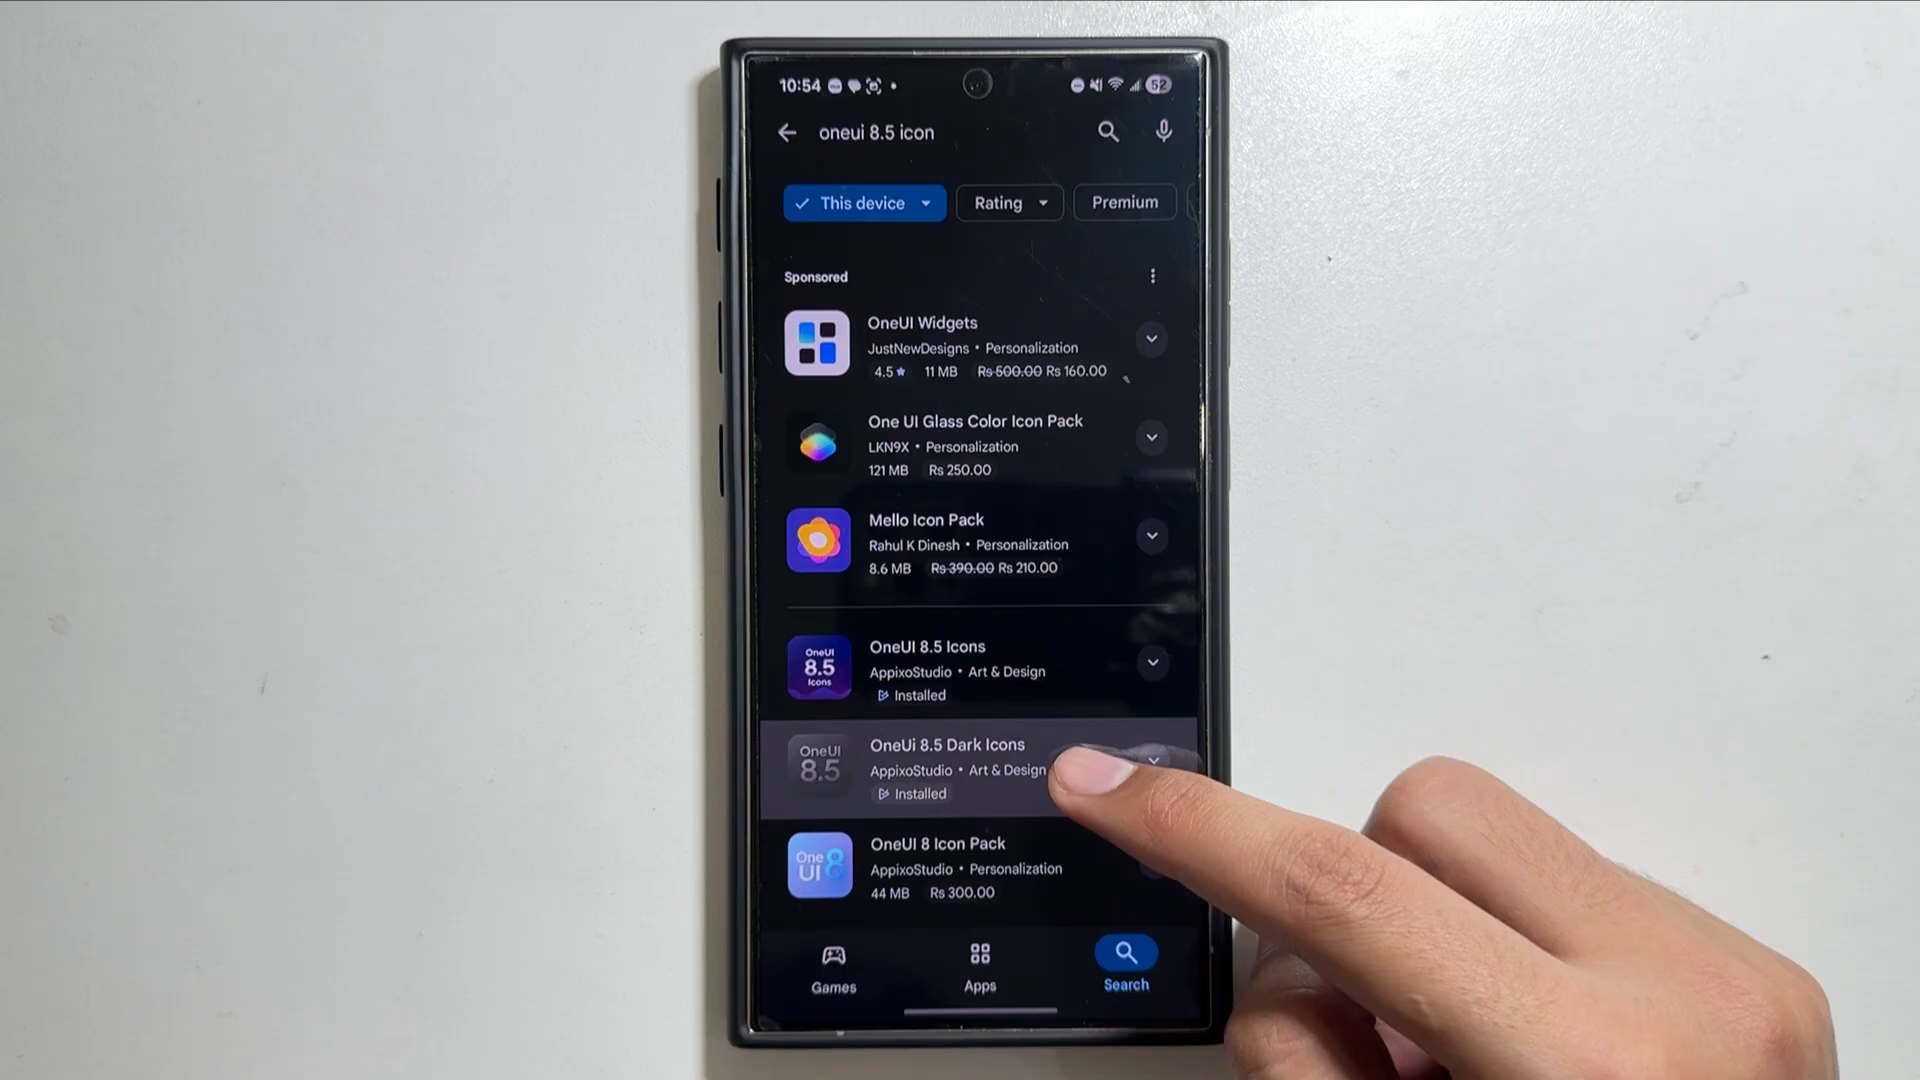 10:54
52
oneui 8.5 icon
This device
Rating
Premium
Sponsored
OneUI Widgets
JustNewDesigns • Personalization
4.5★ 11 MB Rs 500.00 Rs 160.00
One UI Glass Color Icon Pack
LKN9X • Personalization
121 MB Rs 250.00
Mello Icon Pack
Rahul K Dinesh • Personalization
8.6 MB Rs 390.00 Rs 210.00
OneUI
8.5
Icons
OneUI 8.5 Icons
AppixoStudio • Art & Design
Installed
OneUI
8.5
OneUi 8.5 Dark Icons
AppixoStudio • Art & Design
Installed
One
UI 8
OneUI 8 Icon Pack
AppixoStudio • Personalization
44 MB Rs 300.00
Games
Apps
Search